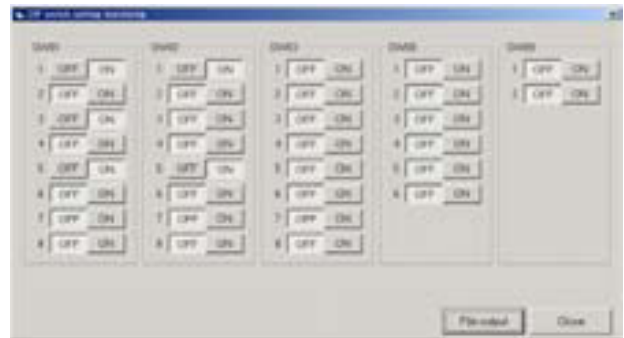 DIP switch setting monitoring
1 OFF ON 1 OFF ON 1 OFF ON 1 OFF ON 1 OFF ON
2 OFF ON 2 OFF ON 2 OFF ON 2 OFF ON 2 OFF ON
3 OFF ON 3 OFF ON 3 OFF ON 3 OFF ON
4 OFF ON 4 OFF ON 4 OFF ON 4 OFF ON
5 OFF ON 5 OFF ON 5 OFF ON 5 OFF ON
6 OFF ON 6 OFF ON 6 OFF ON 6 OFF ON
7 OFF ON 7 OFF ON 7 OFF ON
8 OFF ON 8 OFF ON 8 OFF ON
File output Close